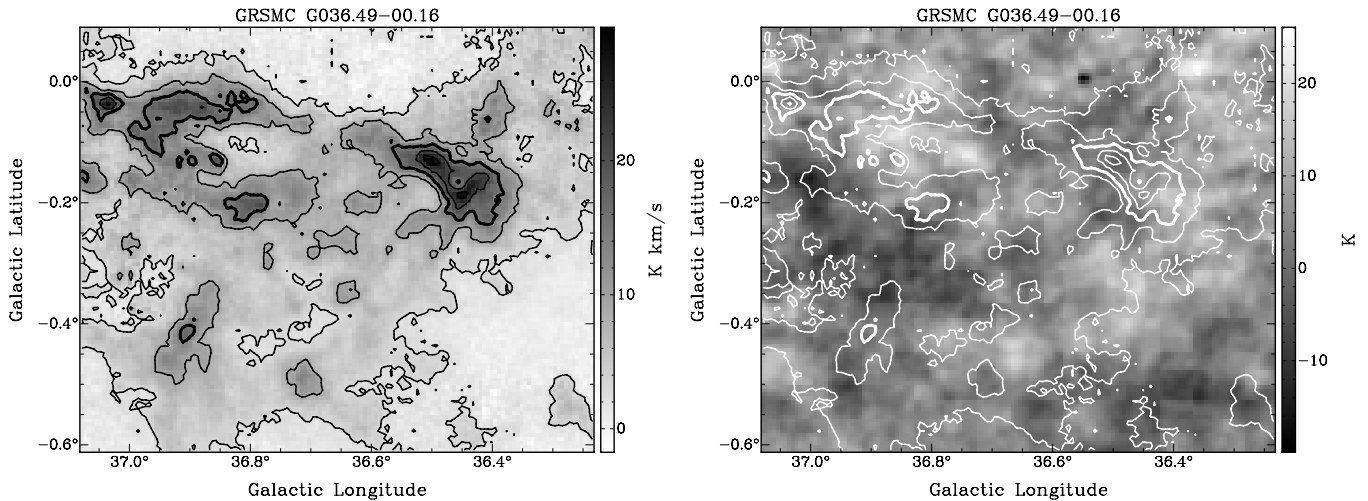 GRSMC G036.49−00.16
0.0°
−0.2°
−0.4°
−0.6°
Galactic Latitude
37.0°
36.8°
36.6°
36.4°
Galactic Longitude
20
10
0
K km/s
GRSMC G036.49−00.16
0.0°
−0.2°
−0.4°
−0.6°
Galactic Latitude
37.0°
36.8°
36.6°
36.4°
Galactic Longitude
20
10
0
−10
K